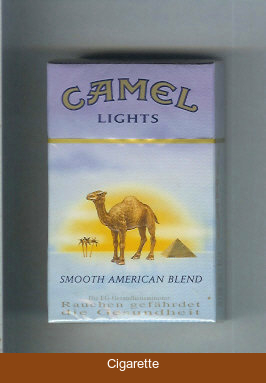 CAMEL
LIGHTS
SMOOTH AMERICAN BLEND
Die EG-Gesundheitsminister
Rauchen gefährdet
die Gesundheit
Cigarette